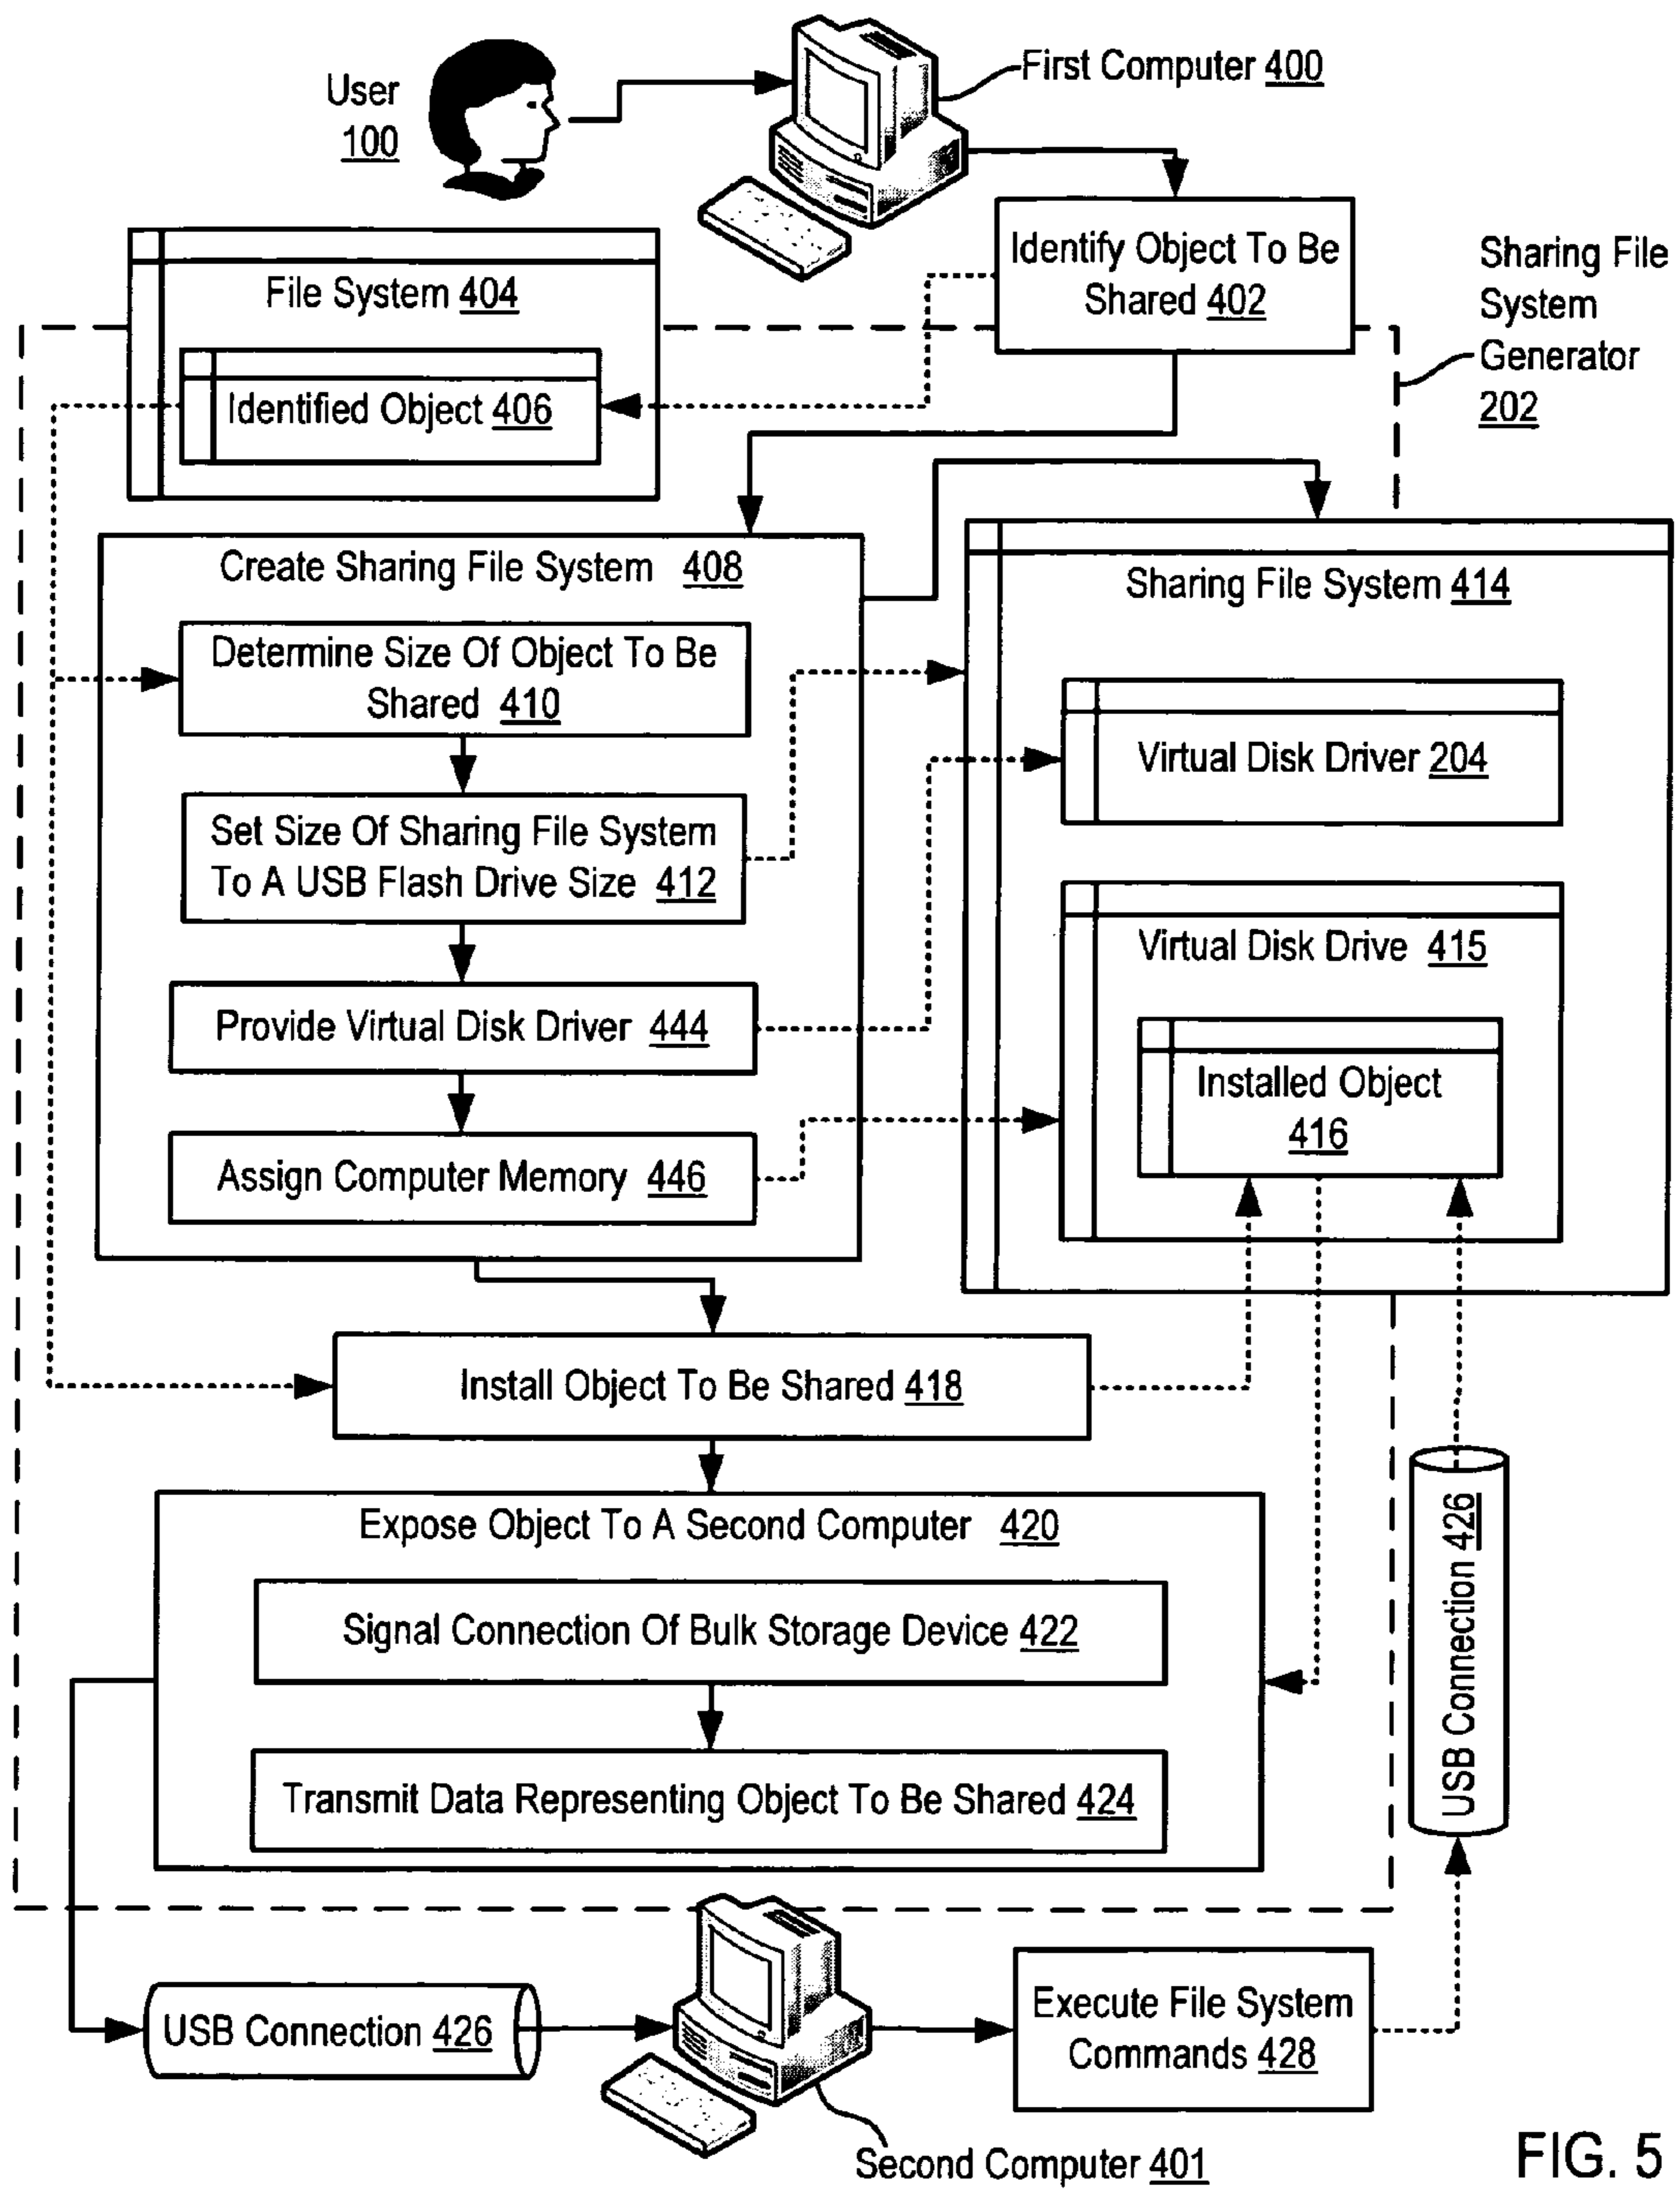 User
100
First Computer 400
Identify Object To Be
Shared 402
Sharing File
System
Generator
202
File System 404
Identified Object 406
Create Sharing File System 408
Determine Size Of Object To Be
Shared 410
Set Size Of Sharing File System
To A USB Flash Drive Size 412
Provide Virtual Disk Driver 444
Assign Computer Memory 446
Sharing File System 414
Virtual Disk Driver 204
Virtual Disk Drive 415
Installed Object
416
Install Object To Be Shared 418
Expose Object To A Second Computer 420
Signal Connection Of Bulk Storage Device 422
Transmit Data Representing Object To Be Shared 424
USB Connection 426
USB Connection 426
Execute File System
Commands 428
Second Computer 401
FIG. 5